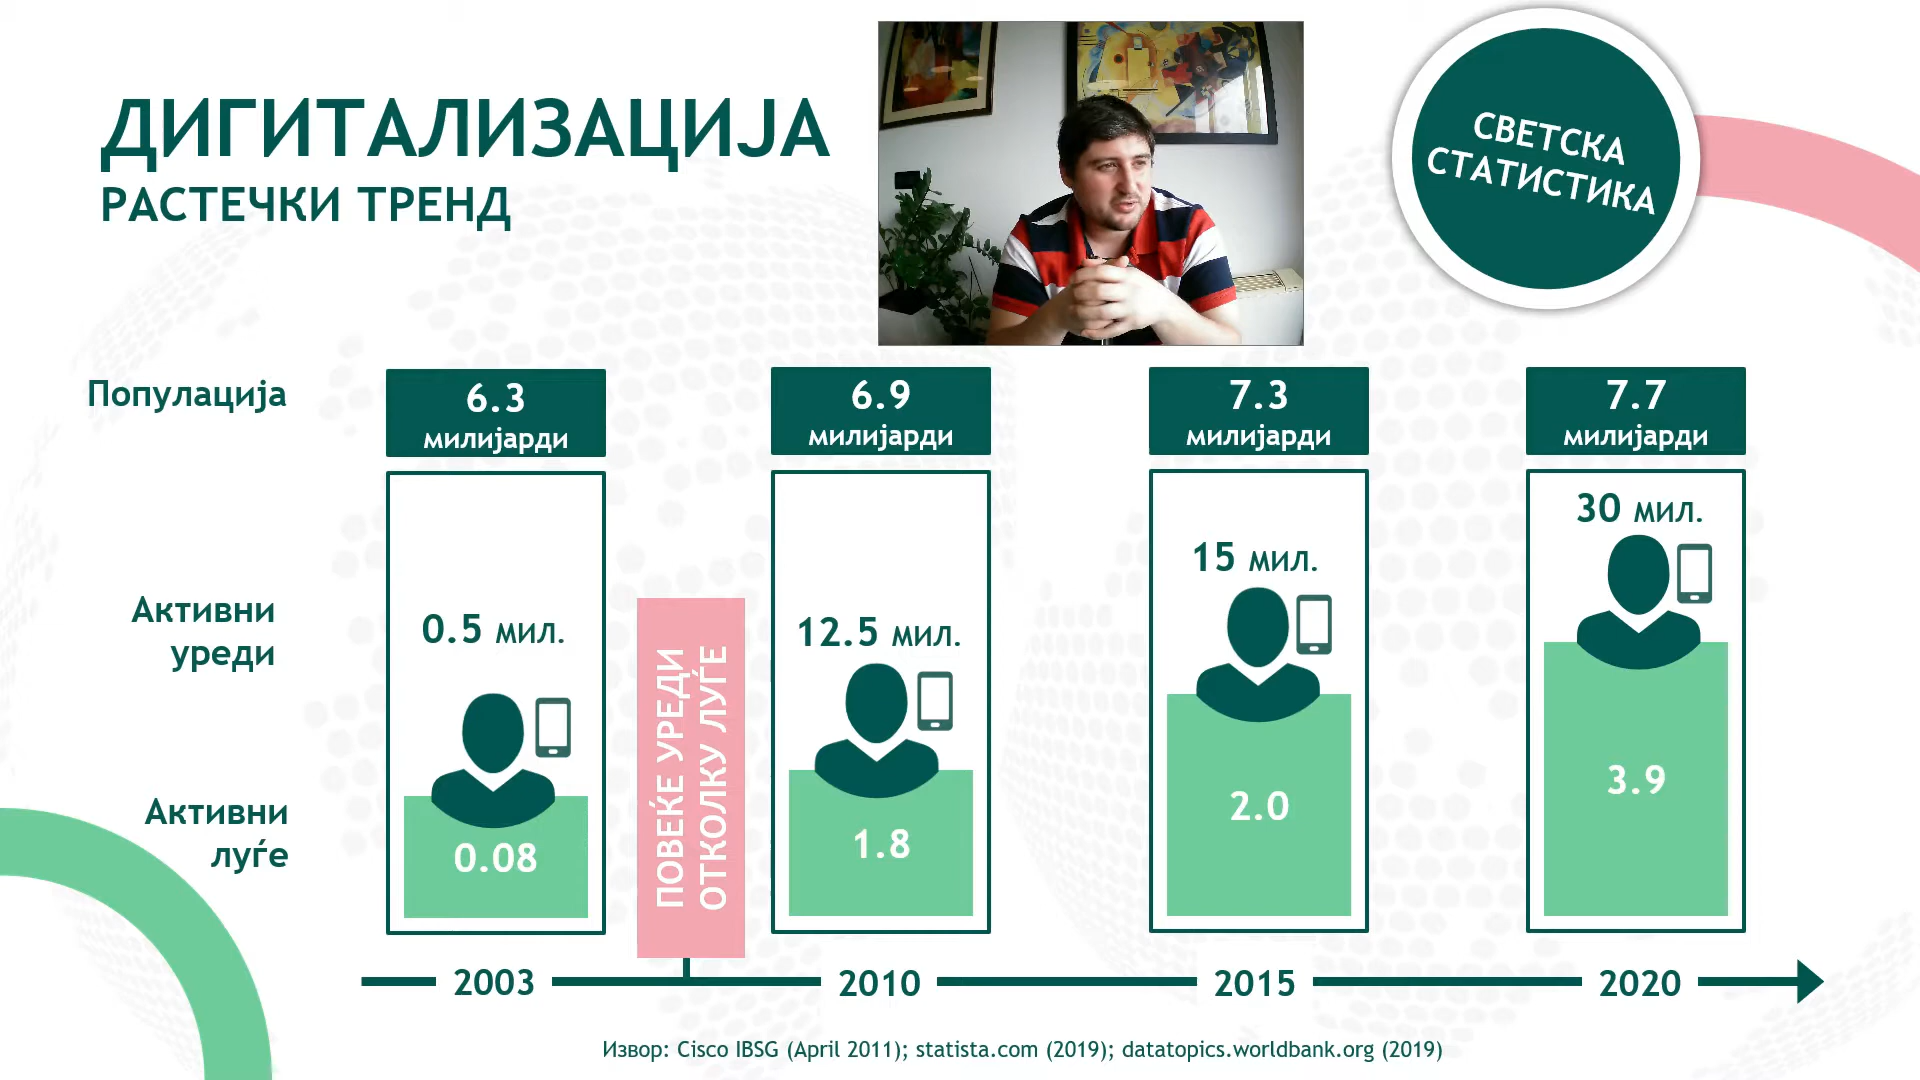 ДИГИТАЛИЗАЦИЈА
РАСТЕЧКИ ТРЕНД
СВЕТСКА
СТАТИСТИКА
Популација
6.3
милијарди
6.9
милијарди
7.3
милијарди
7.7
милијарди
Активни
уреди
0.5 мил.
12.5 мил.
15 мил.
30 мил.
ПОВЕЌЕ УРЕДИ
ОТКОЛКУ ЛУЃЕ
Активни
луѓе
0.08
1.8
2.0
3.9
2003
2010
2015
2020
Извор: Cisco IBSG (April 2011); statista.com (2019); datatopics.worldbank.org (2019)